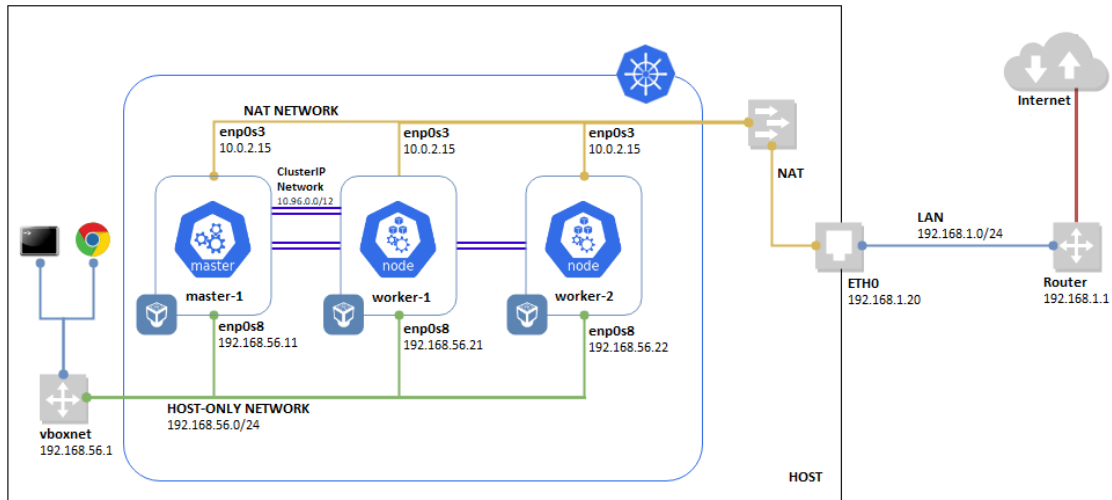 Internet
NAT NETWORK
enp0s3
10.0.2.15
enp0s3
10.0.2.15
enp0s3
10.0.2.15
ClusterIP
Network
10.96.0.0/12
NAT
master
node
node
master-1
worker-1
worker-2
LAN
192.168.1.0/24
ETH0
192.168.1.20
Router
192.168.1.1
enp0s8
192.168.56.11
enp0s8
192.168.56.21
enp0s8
192.168.56.22
HOST-ONLY NETWORK
192.168.56.0/24
vboxnet
192.168.56.1
HOST